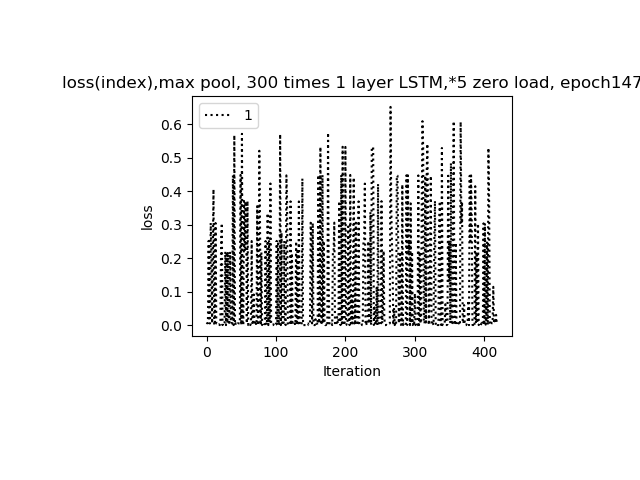 loss(index),max pool, 300 times 1 layer LSTM,*5 zero load, epoch147
1
loss
0.6
0.5
0.4
0.3
0.2
0.1
0.0
0 100 200 300 400
Iteration